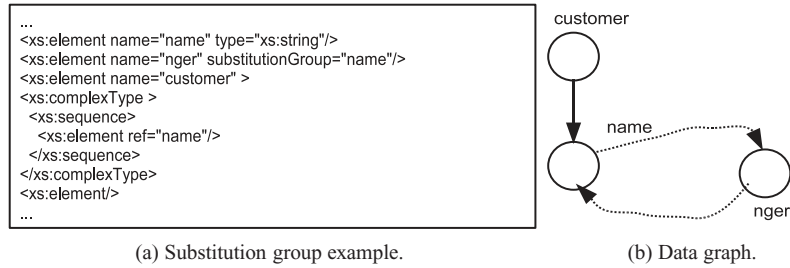 ...
<xs:element name="name" type="xs:string"/>
<xs:element name="nger" substitutionGroup="name"/>
<xs:element name="customer" >
<xs:complexType >
<xs:sequence>
<xs:element ref="name"/>
</xs:sequence>
</xs:complexType>
<xs:element/>
...
(a) Substitution group example.
customer
name
nger
(b) Data graph.